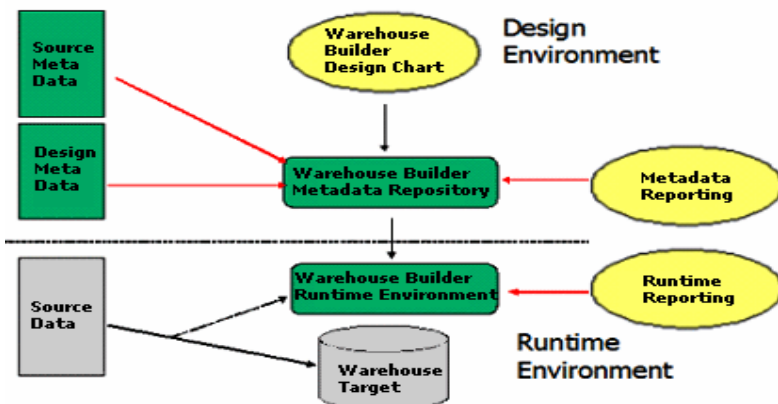 Source
Meta
Data
Warehouse
Builder
Design Chart
Design
Environment
Design
Meta
Data
Warehouse Builder
Metadata Repository
Metadata
Reporting
Source
Data
Warehouse Builder
Runtime Environment
Runtime
Reporting
Warehouse
Target
Runtime
Environment